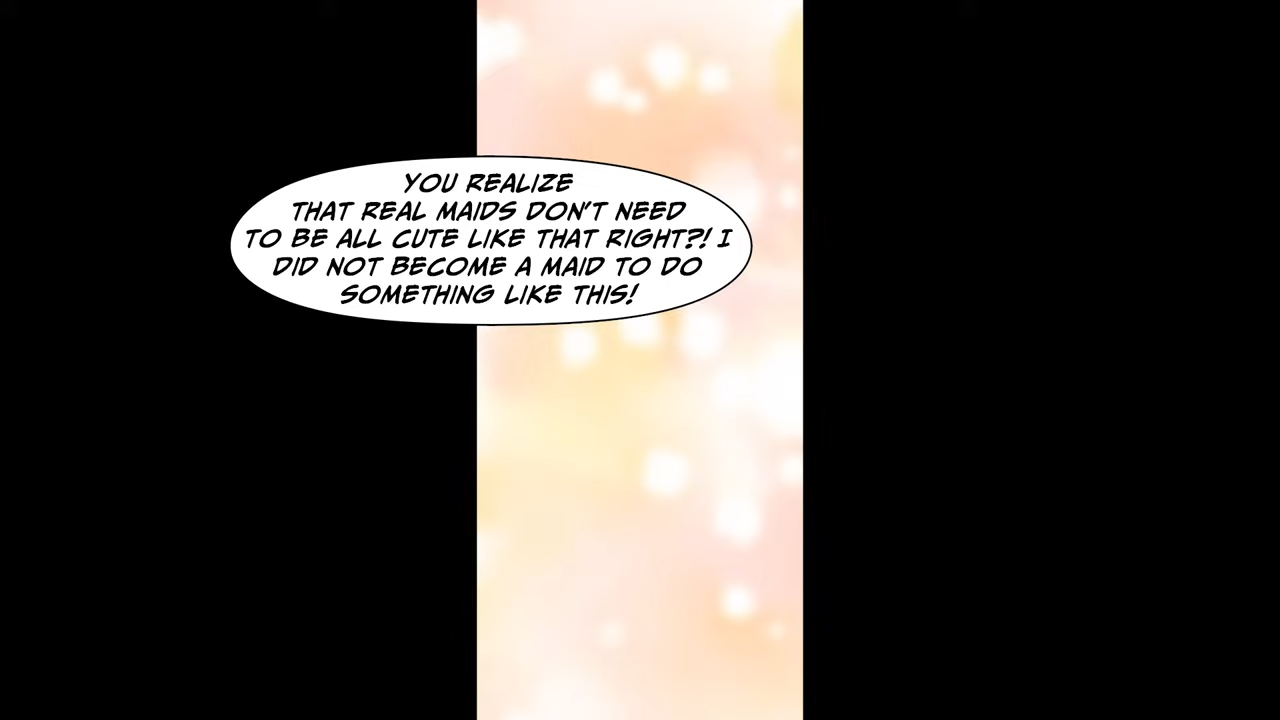 YOU REALIZE
THAT REAL MAIDS DON'T NEED
TO BE ALL CUTE LIKE THAT RIGHT?! I
DID NOT BECOME A MAID TO DO
SOMETHING LIKE THIS!